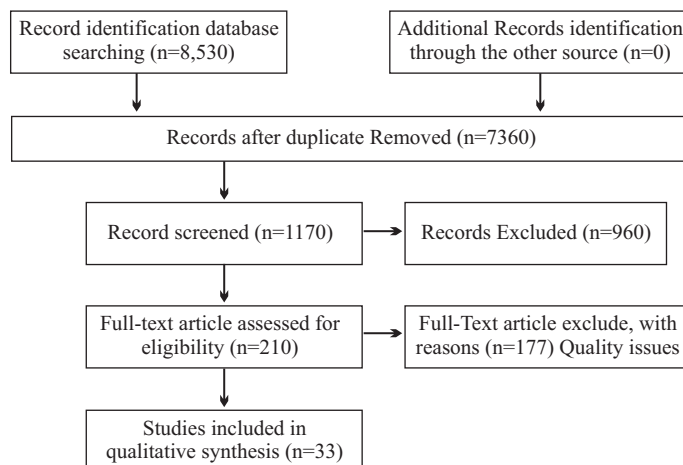 Record identification database
searching (n=8,530)
Additional Records identification
through the other source (n=0)
Records after duplicate Removed (n=7360)
Record screened (n=1170)
Records Excluded (n=960)
Full-text article assessed for
eligibility (n=210)
Full-Text article exclude, with
reasons (n=177) Quality issues
Studies included in
qualitative synthesis (n=33)